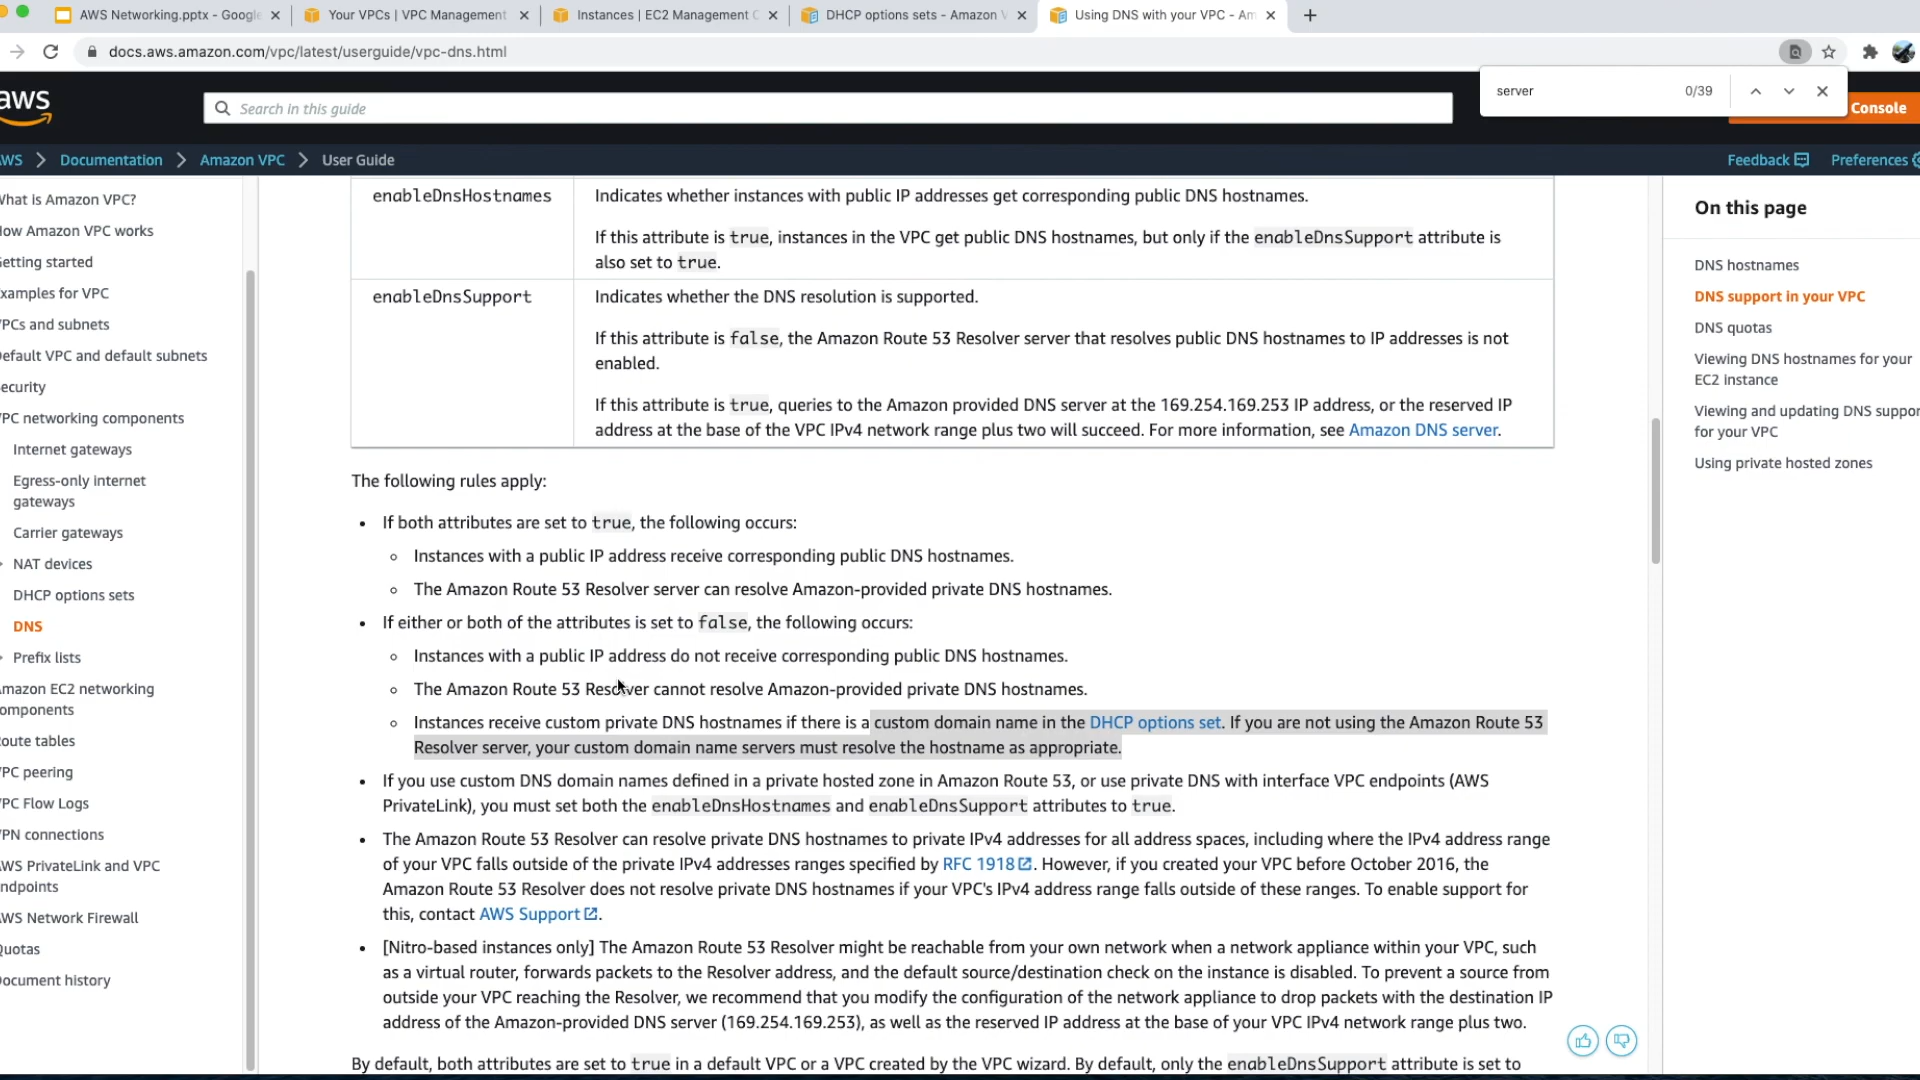 AWS Networking.pptx - Google
Your VPCs | VPC Management
Instances | EC2 Management C
DHCP options sets - Amazon V
Using DNS with your VPC - Am
docs.aws.amazon.com/vpc/latest/userguide/vpc-dns.html
server
0/39
aws
Search in this guide
Console
AWS
Documentation
Amazon VPC
User Guide
Feedback
Preferences
What is Amazon VPC?
How Amazon VPC works
Getting started
Examples for VPC
VPCs and subnets
Default VPC and default subnets
Security
VPC networking components
Internet gateways
Egress-only internet
gateways
Carrier gateways
NAT devices
DHCP options sets
DNS
Prefix lists
Amazon EC2 networking
components
Route tables
VPC peering
VPC Flow Logs
VPN connections
AWS PrivateLink and VPC
endpoints
AWS Network Firewall
Quotas
Document history
enableDnsHostnames
Indicates whether instances with public IP addresses get corresponding public DNS hostnames.
If this attribute is true, instances in the VPC get public DNS hostnames, but only if the enableDnsSupport attribute is
also set to true.
enableDnsSupport
Indicates whether the DNS resolution is supported.
If this attribute is false, the Amazon Route 53 Resolver server that resolves public DNS hostnames to IP addresses is not
enabled.
If this attribute is true, queries to the Amazon provided DNS server at the 169.254.169.253 IP address, or the reserved IP
address at the base of the VPC IPv4 network range plus two will succeed. For more information, see Amazon DNS server.
The following rules apply:
• If both attributes are set to true, the following occurs:
◦ Instances with a public IP address receive corresponding public DNS hostnames.
◦ The Amazon Route 53 Resolver server can resolve Amazon-provided private DNS hostnames.
• If either or both of the attributes is set to false, the following occurs:
◦ Instances with a public IP address do not receive corresponding public DNS hostnames.
◦ The Amazon Route 53 Resolver cannot resolve Amazon-provided private DNS hostnames.
◦ Instances receive custom private DNS hostnames if there is a custom domain name in the DHCP options set. If you are not using the Amazon Route 53
Resolver server, your custom domain name servers must resolve the hostname as appropriate.
• If you use custom DNS domain names defined in a private hosted zone in Amazon Route 53, or use private DNS with interface VPC endpoints (AWS
PrivateLink), you must set both the enableDnsHostnames and enableDnsSupport attributes to true.
• The Amazon Route 53 Resolver can resolve private DNS hostnames to private IPv4 addresses for all address spaces, including where the IPv4 address range
of your VPC falls outside of the private IPv4 addresses ranges specified by RFC 1918. However, if you created your VPC before October 2016, the
Amazon Route 53 Resolver does not resolve private DNS hostnames if your VPC's IPv4 address range falls outside of these ranges. To enable support for
this, contact AWS Support.
• [Nitro-based instances only] The Amazon Route 53 Resolver might be reachable from your own network when a network appliance within your VPC, such
as a virtual router, forwards packets to the Resolver address, and the default source/destination check on the instance is disabled. To prevent a source from
outside your VPC reaching the Resolver, we recommend that you modify the configuration of the network appliance to drop packets with the destination IP
address of the Amazon-provided DNS server (169.254.169.253), as well as the reserved IP address at the base of your VPC IPv4 network range plus two.
By default, both attributes are set to true in a default VPC or a VPC created by the VPC wizard. By default, only the enableDnsSupport attribute is set to
On this page
DNS hostnames
DNS support in your VPC
DNS quotas
Viewing DNS hostnames for your
EC2 instance
Viewing and updating DNS suppor
for your VPC
Using private hosted zones